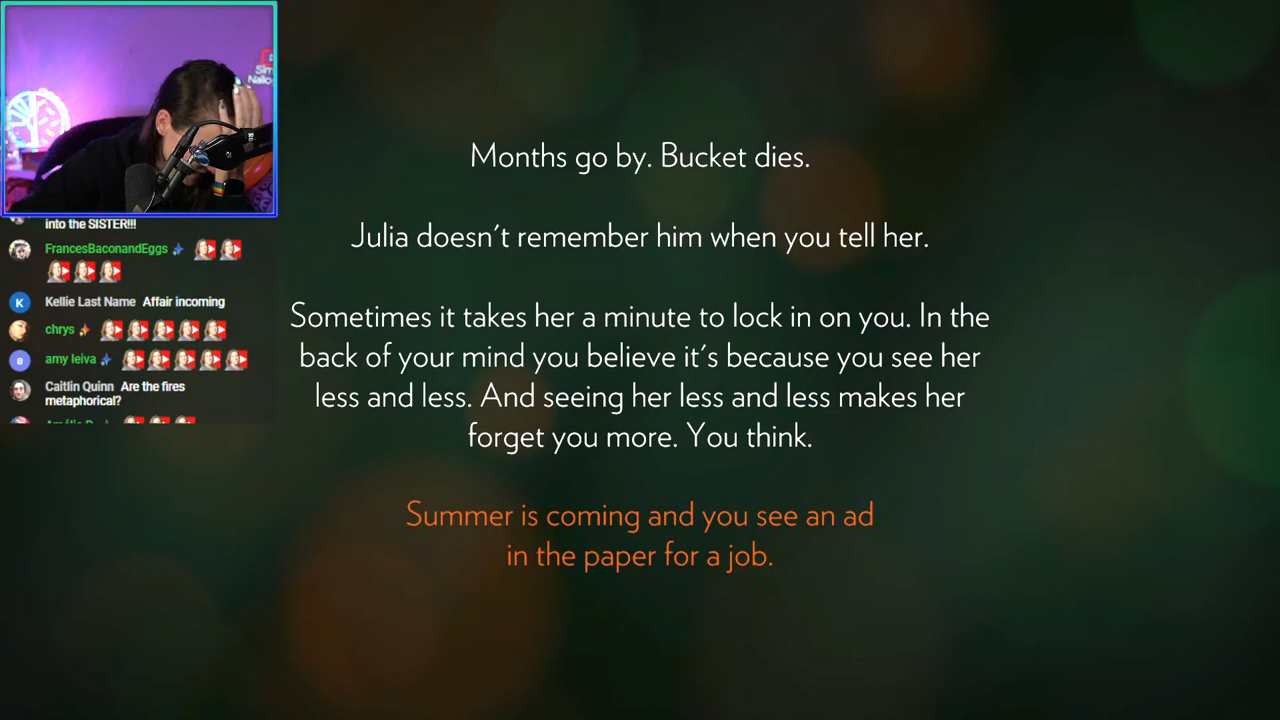 Months go by. Bucket dies.
Julia doesn't remember him when you tell her.
Sometimes it takes her a minute to lock in on you. In the
back of your mind you believe it's because you see her
less and less. And seeing her less and less makes her
forget you more. You think.
Summer is coming and you see an ad
in the paper for a job.
into the SISTER!!!
FrancesBaconandEggs
Kellie Last Name Affair incoming
chrys
amy leiva
Caitlin Quinn Are the fires
metaphorical?